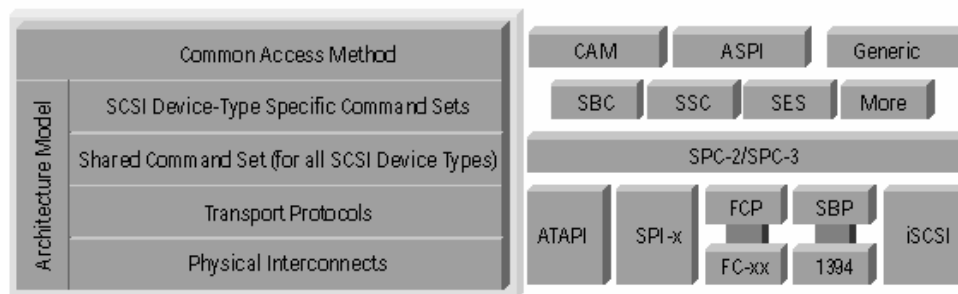 Common Access Method
Architecture Model
SCSI Device-Type Specific Command Sets
Shared Command Set (for all SCSI Device Types)
Transport Protocols
Physical Interconnects
CAM
ASPI
Generic
SBC
SSC
SES
More
SPC-2/SPC-3
ATAPI
SPI-x
FCP
SBP
iSCSI
FC-xx
1394